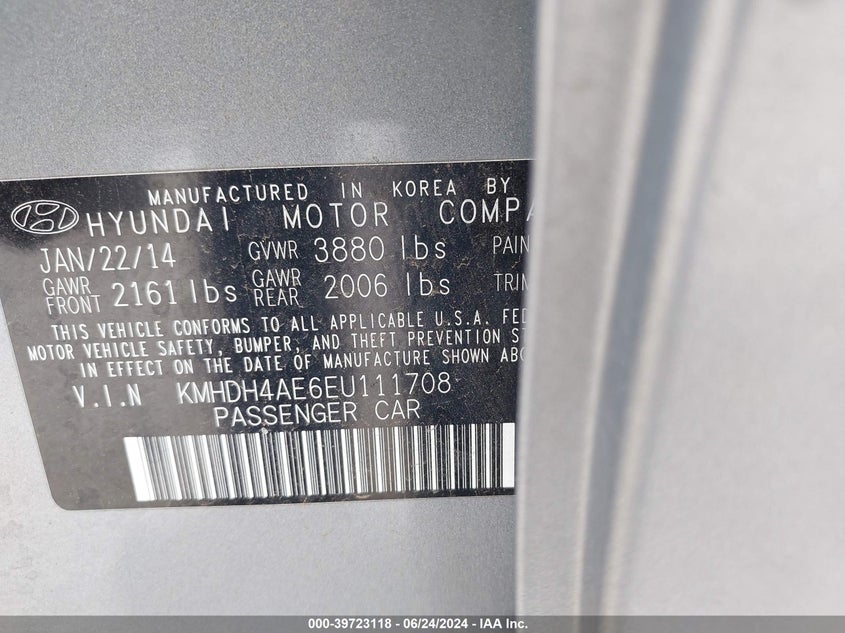 MANUFACTURED IN KOREA BY
HYUNDAI MOTOR COMPA
JAN/22/14 GVWR 3880 lbs PAIN
GAWR FRONT 2161 lbs GAWR REAR 2006 lbs TRIM
THIS VEHICLE CONFORMS TO ALL APPLICABLE U.S.A. FED
MOTOR VEHICLE SAFETY, BUMPER, AND THEFT PREVENTION ST
IN EFFECT ON THE DATE OF MANUFACTURE SHOWN ABO
V.I.N KMHDH4AE6EU111708
PASSENGER CAR
000-39723118 - 06/24/2024 - IAA Inc.